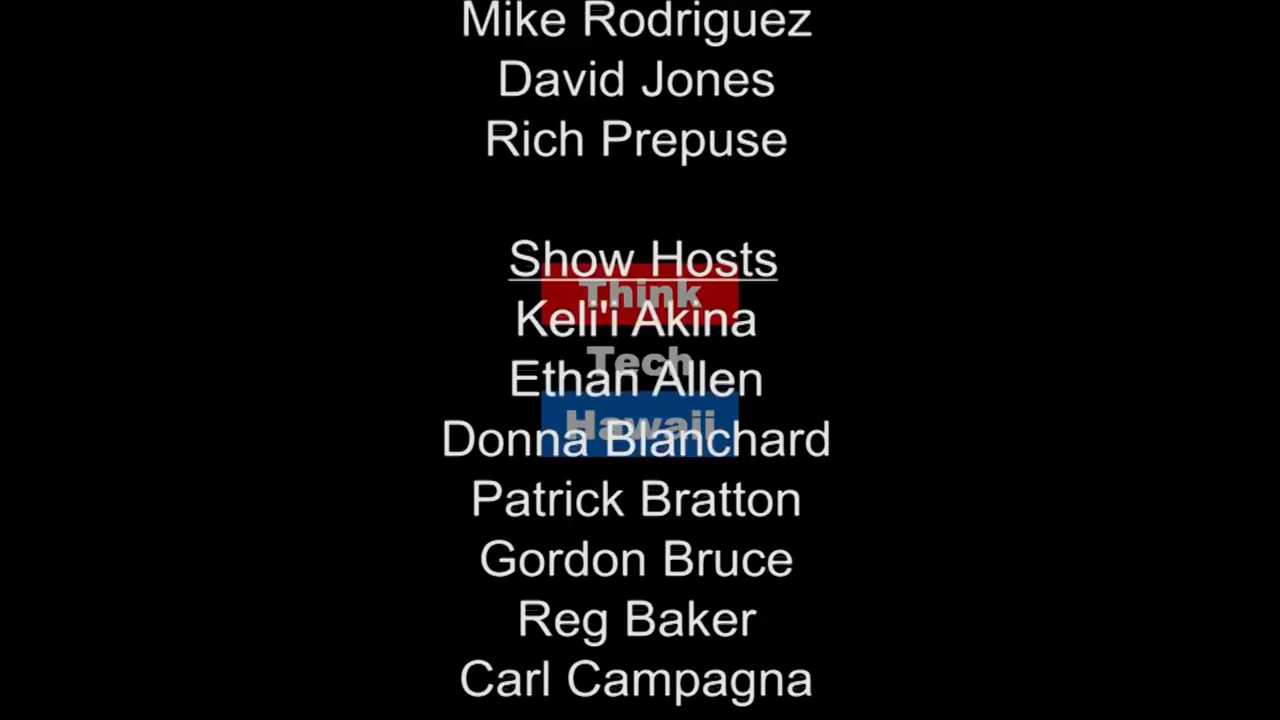 Mike Rodriguez
David Jones
Rich Prepuse
Show Hosts
Think
Keli'i Akina
Tech
Ethan Allen
Hawaii
Donna Blanchard
Patrick Bratton
Gordon Bruce
Reg Baker
Carl Campagna